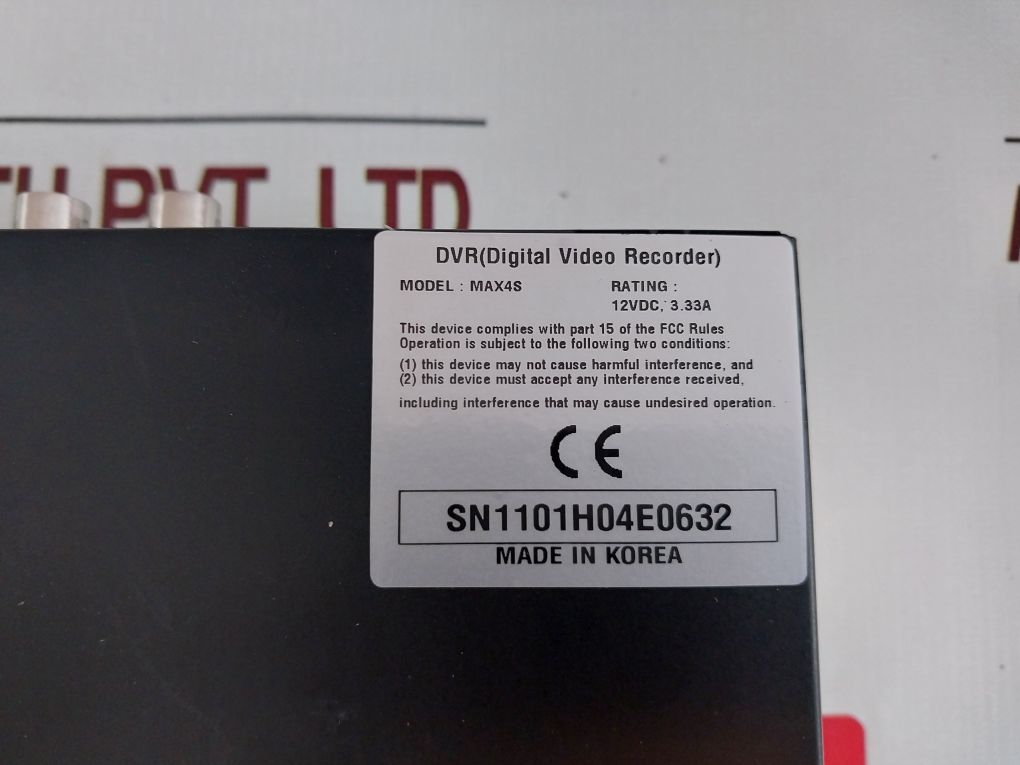 PVT. LTD
DVR(Digital Video Recorder)
MODEL : MAX4S
RATING :
12VDC, 3.33A
This device complies with part 15 of the FCC Rules
Operation is subject to the following two conditions:
(1) this device may not cause harmful interference, and
(2) this device must accept any interference received,
including interference that may cause undesired operation.
CE
SN1101H04E0632
MADE IN KOREA